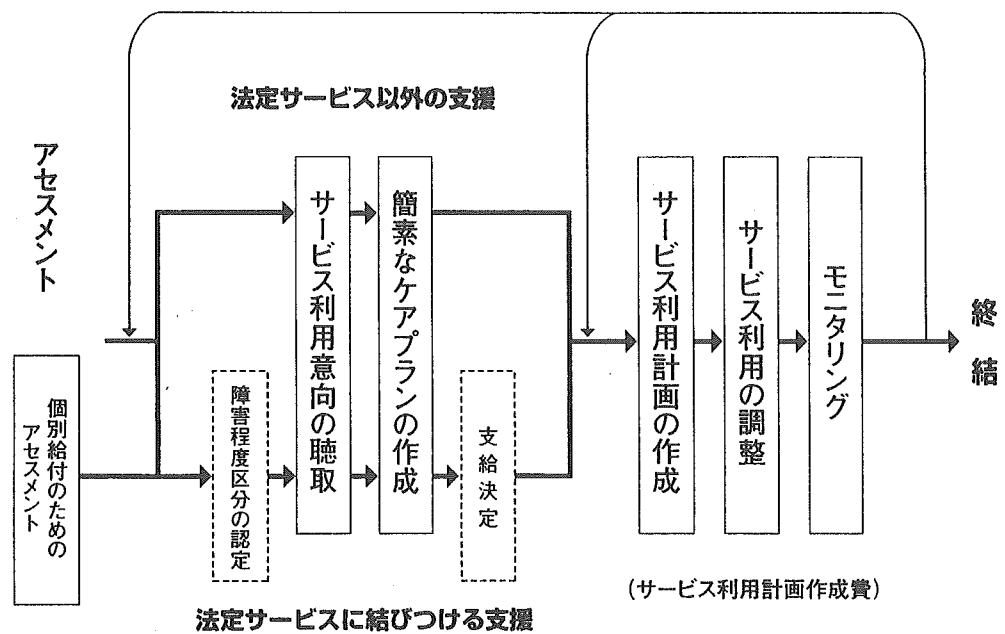 法定サービス以外の支援
アセスメント
個別給付のための
アセスメント
障害程度区分の認定
サービス利用意向の聴取
簡素なケアプランの作成
支給決定
サービス利用計画の作成
サービス利用の調整
モニタリング
終結
(サービス利用計画作成費)
法定サービスに結びつける支援